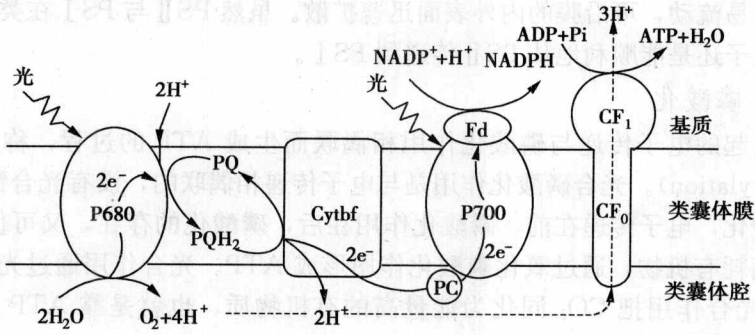 3H⁺
ADP+Pi
ATP+H₂O
NADP⁺+H⁺
NADPH
光
光
2H⁺
Fd
CF₁
基质
PQ
2e⁻
P680
Cytbf
P700
CF₀
类囊体膜
PQH₂
2e⁻
2e⁻
PC
类囊体腔
2H₂O
O₂+4H⁺
2H⁺